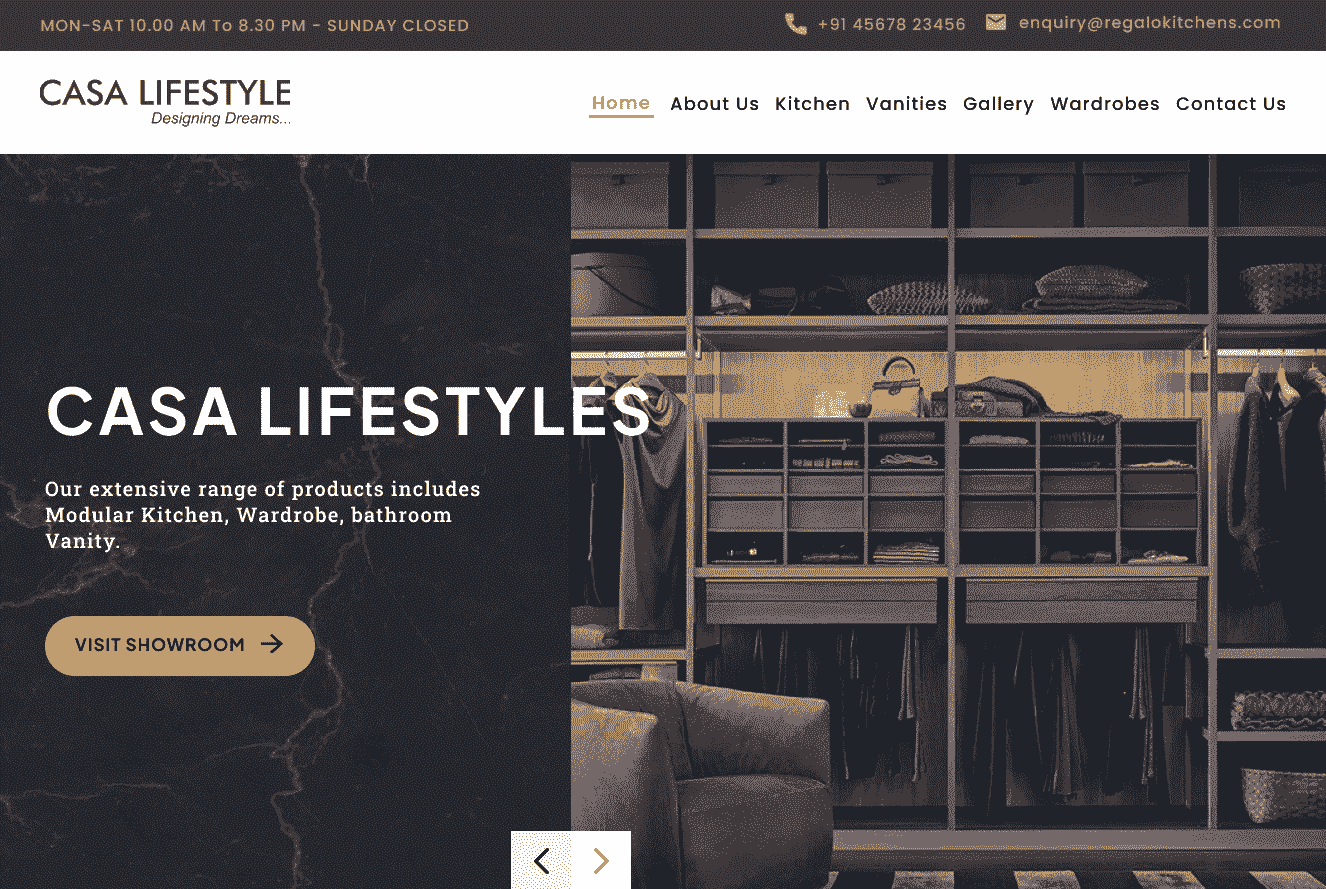 MON-SAT 10.00 AM To 8.30 PM - SUNDAY CLOSED
+91 45678 23456
enquiry@regalokitchens.com
CASA LIFESTYLE
Designing Dreams...
Home About Us Kitchen Vanities Gallery Wardrobes Contact Us
CASA LIFESTYLES
Our extensive range of products includes
Modular Kitchen, Wardrobe, bathroom
Vanity.
VISIT SHOWROOM